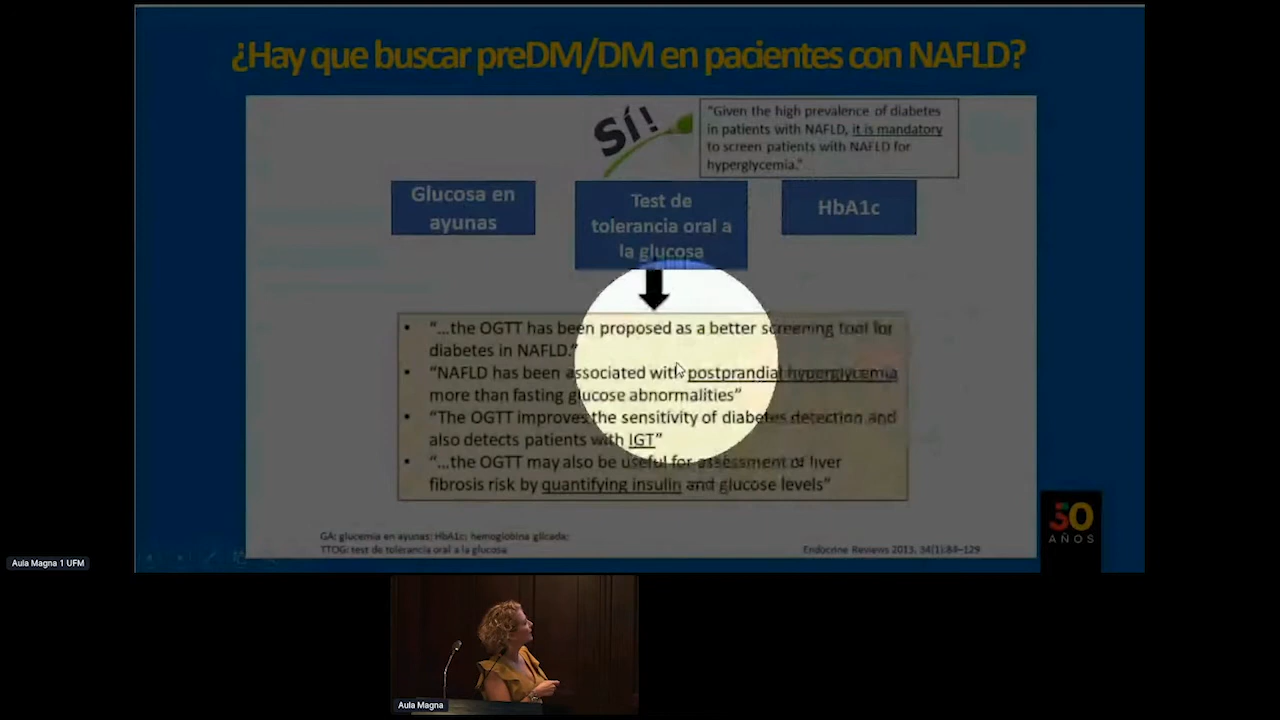 ¿Hay que buscar preDM/DM en pacientes con NAFLD?
SÍ!
"Given the high prevalence of diabetes
in patients with NAFLD, it is mandatory
to screen patients with NAFLD for
hyperglycemia."
Glucosa en
ayunas
Test de
tolerancia oral a
la glucosa
HbA1c
• "…the OGTT has been proposed as a better screening tool for
diabetes in NAFLD."
• "NAFLD has been associated with postprandial hyperglycemia
more than fasting glucose abnormalities"
• "The OGTT improves the sensitivity of diabetes detection and
also detects patients with IGT"
• "…the OGTT may also be useful for assessment of liver
fibrosis risk by quantifying insulin and glucose levels"
GA: glucemia en ayunas; HbA1c: hemoglobina glicada;
TTOG: test de tolerancia oral a la glucosa
Endocrine Reviews 2013, 34(1):84–129
50
AÑOS
Aula Magna 1 UFM
Aula Magna